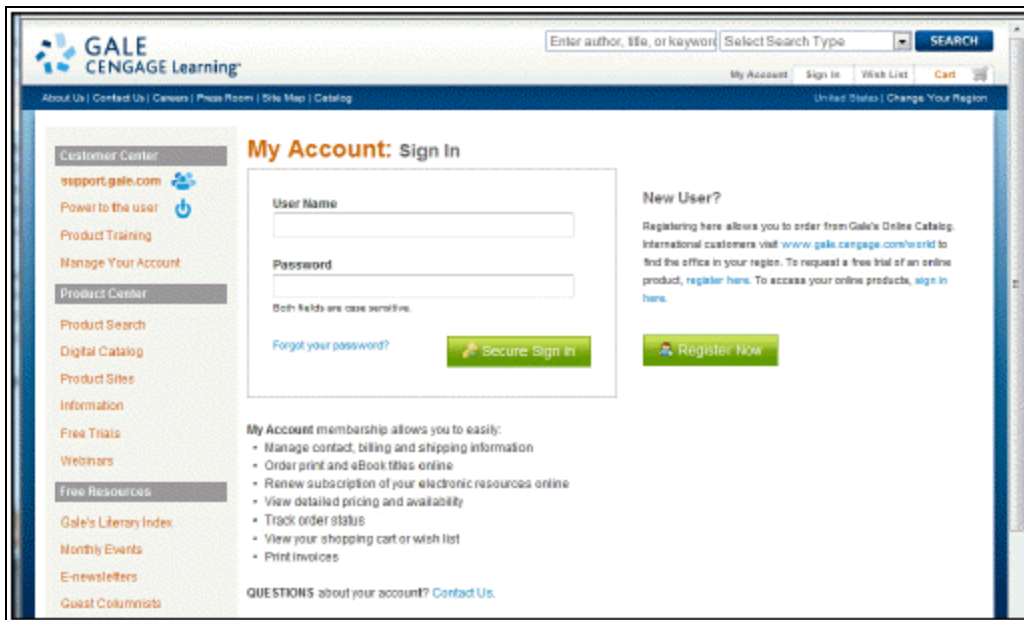 GALE
CENGAGE Learning
Enter author, title, or keyword
Select Search Type
SEARCH
My Account
Sign In
Wish List
Cart
About Us | Contact Us | Careers | Press Room | Site Map | Catalog
United States | Change Your Region
Customer Center
support.gale.com
Power to the user
Product Training
Manage Your Account
Product Center
Product Search
Digital Catalog
Product Sites
Information
Free Trials
Webinars
Free Resources
Gale's Literary Index
Monthly Events
E-newsletters
Guest Columnists
My Account: Sign In
User Name
Password
Both fields are case sensitive.
Forgot your password?
Secure Sign In
New User?
Registering here allows you to order from Gale's Online Catalog.
International customers visit www.gale.cengage.com/world to
find the office in your region. To request a free trial of an online
product, register here. To access your online products, sign in
here.
Register Now
My Account membership allows you to easily:
• Manage contact, billing and shipping information
• Order print and eBook titles online
• Renew subscription of your electronic resources online
• View detailed pricing and availability
• Track order status
• View your shopping cart or wish list
• Print invoices
QUESTIONS about your account? Contact Us.